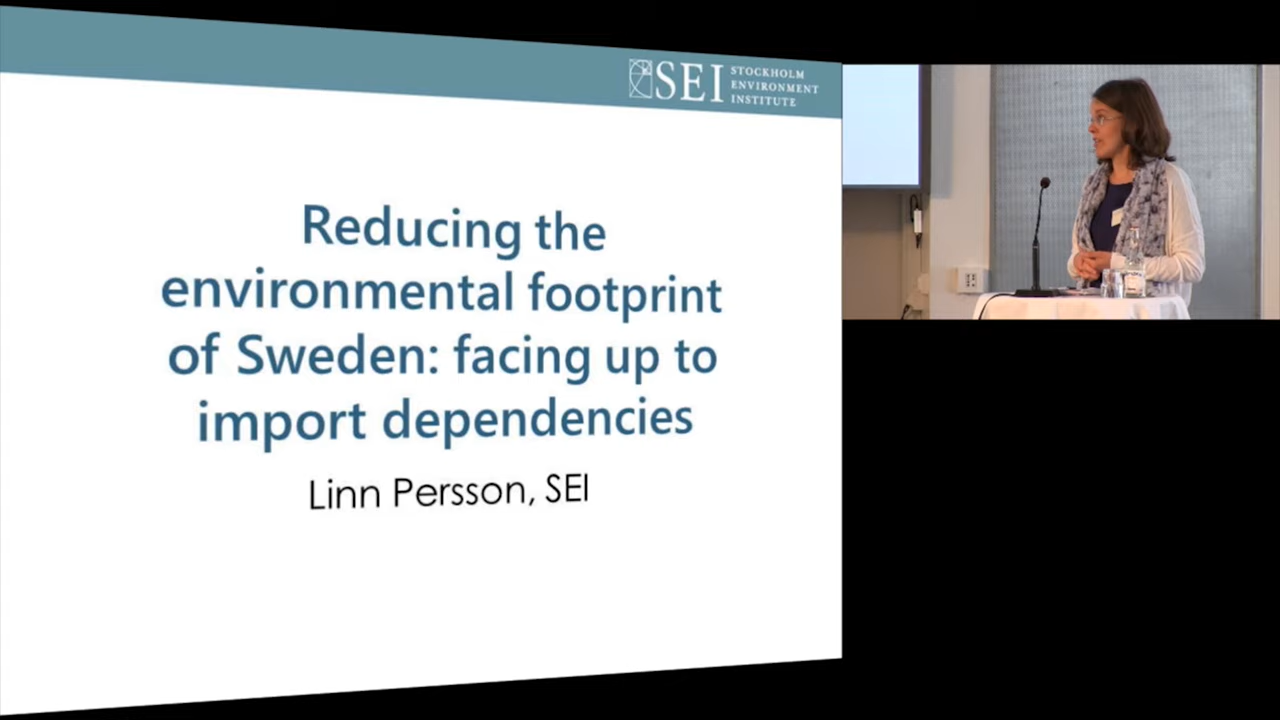 SEI STOCKHOLM
ENVIRONMENT
INSTITUTE
Reducing the
environmental footprint
of Sweden: facing up to
import dependencies
Linn Persson, SEI